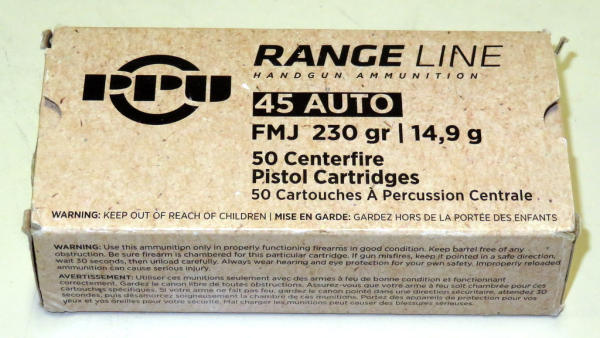 PPU
RANGE LINE
HANDGUN AMMUNITION
45 AUTO
FMJ 230 gr | 14,9 g
50 Centerfire
Pistol Cartridges
50 Cartouches À Percussion Centrale
WARNING: KEEP OUT OF REACH OF CHILDREN | MISE EN GARDE: GARDEZ HORS DE LA PORTÉE DES ENFANTS
WARNING: Use this ammunition only in properly functioning firearms in good condition. Keep barrel free of any
obstruction. Be sure firearm is chambered for this particular cartridge. If gun misfires, keep it pointed in a safe direction,
wait 30 seconds, then unload carefully. Always wear hearing and eye protection for your own safety. Improperly reloaded
ammunition can cause serious injury.
AVERTISSEMENT: Utiliser ces munitions seulement avec des armes à feu de bonne condition et fonctionnant
correctement. Gardez le canon libre de toutes obstructions. Assurez-vous que votre arme à feu soit chambrée pour ces
cartouches spécifiques. Si votre arme ne fait pas feu, gardez le canon pointé dans une direction sécuritaire, attendez 30
secondes, puis désamorcez soigneusement la chambre de ces munitions. Portez des appareils de protection pour vos
yeux et vos oreilles pour votre sécurité. Mal charger les munitions peut causer des blessures sérieuses.